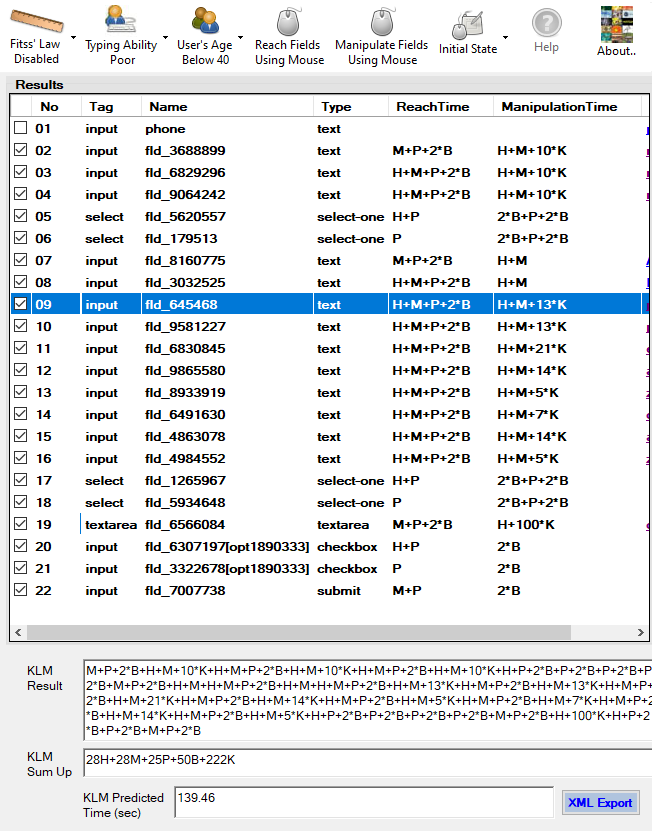 Fitss' Law
Disabled
Typing Ability
Poor
User's Age
Below 40
Reach Fields
Using Mouse
Manipulate Fields
Using Mouse
Initial State
Help
About..
Results
No Tag Name Type ReachTime ManipulationTime
01 input phone text
02 input fld_3688899 text M+P+2*B H+M+10*K
03 input fld_6829296 text H+M+P+2*B H+M+10*K
04 input fld_9064242 text H+M+P+2*B H+M+10*K
05 select fld_5620557 select-one H+P 2*B+P+2*B
06 select fld_179513 select-one P 2*B+P+2*B
07 input fld_8160775 text M+P+2*B H+M
08 input fld_3032525 text H+M+P+2*B H+M
09 input fld_645468 text H+M+P+2*B H+M+13*K
10 input fld_9581227 text H+M+P+2*B H+M+13*K
11 input fld_6830845 text H+M+P+2*B H+M+21*K
12 input fld_9865580 text H+M+P+2*B H+M+14*K
13 input fld_8933919 text H+M+P+2*B H+M+5*K
14 input fld_6491630 text H+M+P+2*B H+M+7*K
15 input fld_4863078 text H+M+P+2*B H+M+14*K
16 input fld_4984552 text H+M+P+2*B H+M+5*K
17 select fld_1265967 select-one H+P 2*B+P+2*B
18 select fld_5934648 select-one P 2*B+P+2*B
19 textarea fld_6566084 textarea M+P+2*B H+100*K
20 input fld_6307197[opt1890333] checkbox H+P 2*B
21 input fld_3322678[opt1890333] checkbox P 2*B
22 input fld_7007738 submit M+P 2*B
KLM
Result
M+P+2*B+H+M+10*K+H+M+P+2*B+H+M+10*K+H+M+P+2*B+H+M+10*K+H+P+2*B+P+2*B+P+2*B+P+
2*B+M+P+2*B+H+M+H+M+P+2*B+H+M+H+M+P+2*B+H+M+13*K+H+M+P+2*B+H+M+13*K+H+M+P+
2*B+H+M+21*K+H+M+P+2*B+H+M+14*K+H+M+P+2*B+H+M+5*K+H+M+P+2*B+H+M+7*K+H+M+P+2
*B+H+M+14*K+H+M+P+2*B+H+M+5*K+H+P+2*B+P+2*B+P+2*B+P+2*B+M+P+2*B+H+100*K+H+P+2
*B+P+2*B+M+P+2*B
KLM
Sum Up
28H+28M+25P+50B+222K
KLM Predicted
Time (sec)
139.46
XML Export